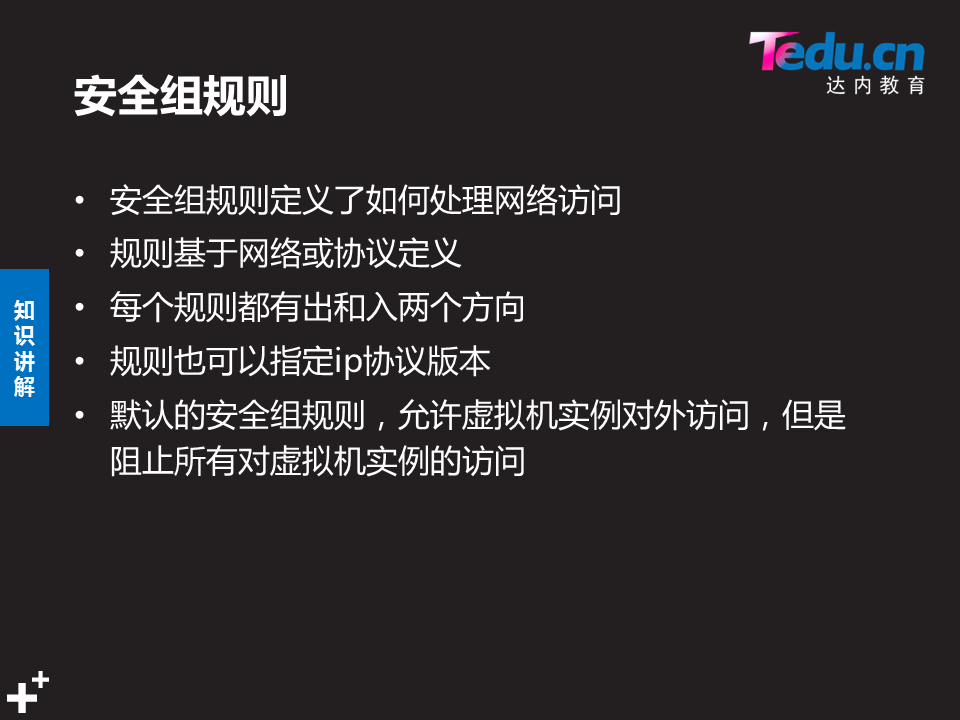 Tedu.cn
达内教育
安全组规则
• 安全组规则定义了如何处理网络访问
• 规则基于网络或协议定义
• 每个规则都有出和入两个方向
• 规则也可以指定ip协议版本
• 默认的安全组规则，允许虚拟机实例对外访问，但是
阻止所有对虚拟机实例的访问
知识讲解